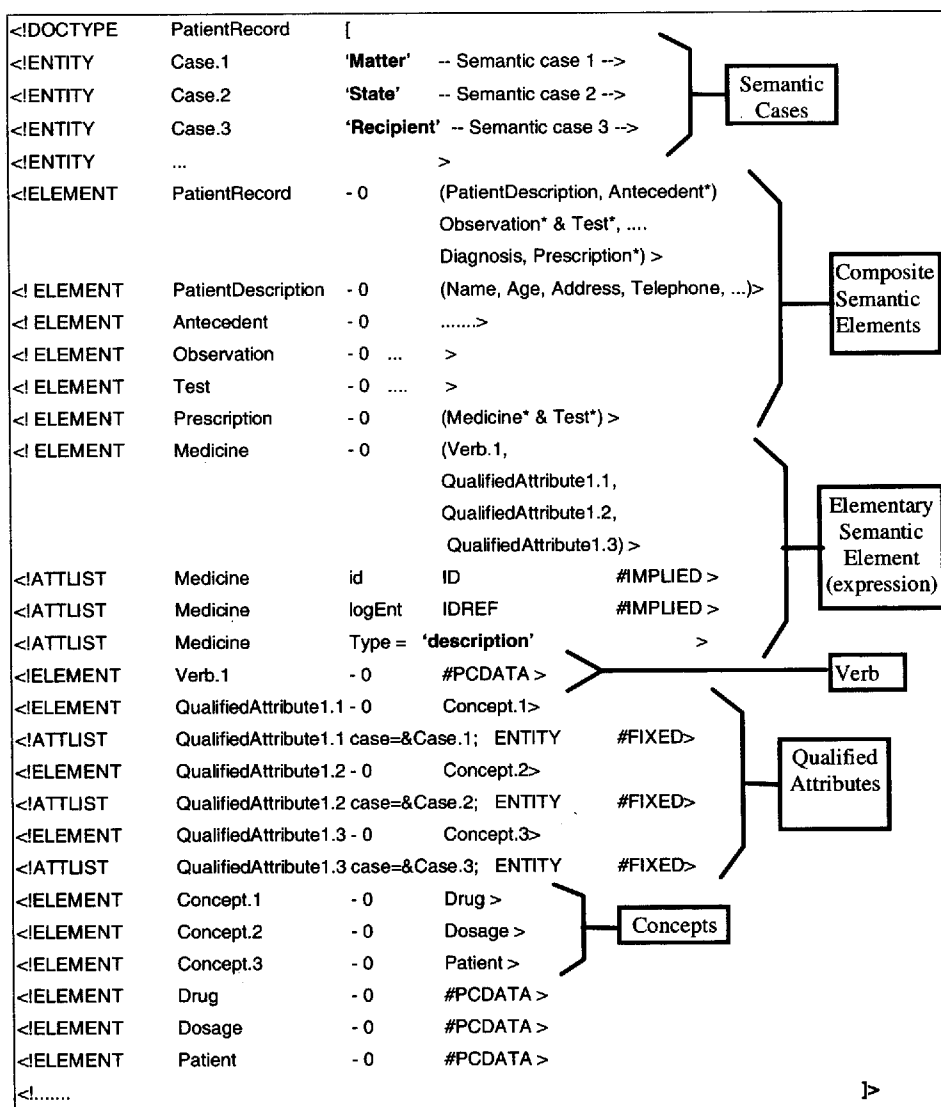 <!DOCTYPE PatientRecord [
<!ENTITY Case.1 'Matter' -- Semantic case 1 -->
<!ENTITY Case.2 'State' -- Semantic case 2 -->
<!ENTITY Case.3 'Recipient' -- Semantic case 3 -->
Semantic
Cases
<!ENTITY ... >
<!ELEMENT PatientRecord - 0 (PatientDescription, Antecedent*)
Observation* & Test*, ....
Diagnosis, Prescription*) >
<! ELEMENT PatientDescription - 0 (Name, Age, Address, Telephone, ...)>
<! ELEMENT Antecedent - 0 .......>
<! ELEMENT Observation - 0 ... >
<! ELEMENT Test - 0 .... >
<! ELEMENT Prescription - 0 (Medicine* & Test*) >
Composite
Semantic
Elements
<! ELEMENT Medicine - 0 (Verb.1,
QualifiedAttribute1.1,
QualifiedAttribute1.2,
QualifiedAttribute1.3) >
<!ATTLIST Medicine id ID #IMPLIED >
<!ATTLIST Medicine logEnt IDREF #IMPLIED >
<!ATTLIST Medicine Type = 'description' >
Elementary
Semantic
Element
(expression)
<!ELEMENT Verb.1 - 0 #PCDATA >
Verb
<!ELEMENT QualifiedAttribute1.1 - 0 Concept.1>
<!ATTLIST QualifiedAttribute1.1 case=&Case.1; ENTITY #FIXED>
<!ELEMENT QualifiedAttribute1.2 - 0 Concept.2>
<!ATTLIST QualifiedAttribute1.2 case=&Case.2; ENTITY #FIXED>
<!ELEMENT QualifiedAttribute1.3 - 0 Concept.3>
<!ATTLIST QualifiedAttribute1.3 case=&Case.3; ENTITY #FIXED>
Qualified
Attributes
<!ELEMENT Concept.1 - 0 Drug >
<!ELEMENT Concept.2 - 0 Dosage >
<!ELEMENT Concept.3 - 0 Patient >
Concepts
<!ELEMENT Drug - 0 #PCDATA >
<!ELEMENT Dosage - 0 #PCDATA >
<!ELEMENT Patient - 0 #PCDATA >
<!....... ]>